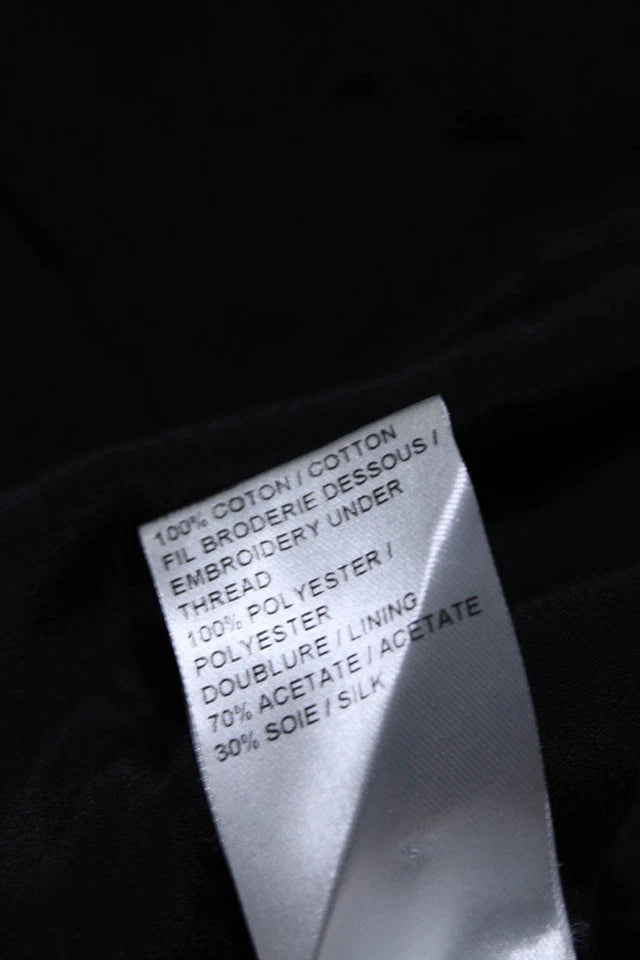 100% COTON / COTTON
FIL BRODERIE DESSOUS /
EMBROIDERY UNDER
THREAD
100% POLYESTER /
POLYESTER
DOUBLURE / LINING
70% ACETATE / ACETATE
30% SOIE / SILK